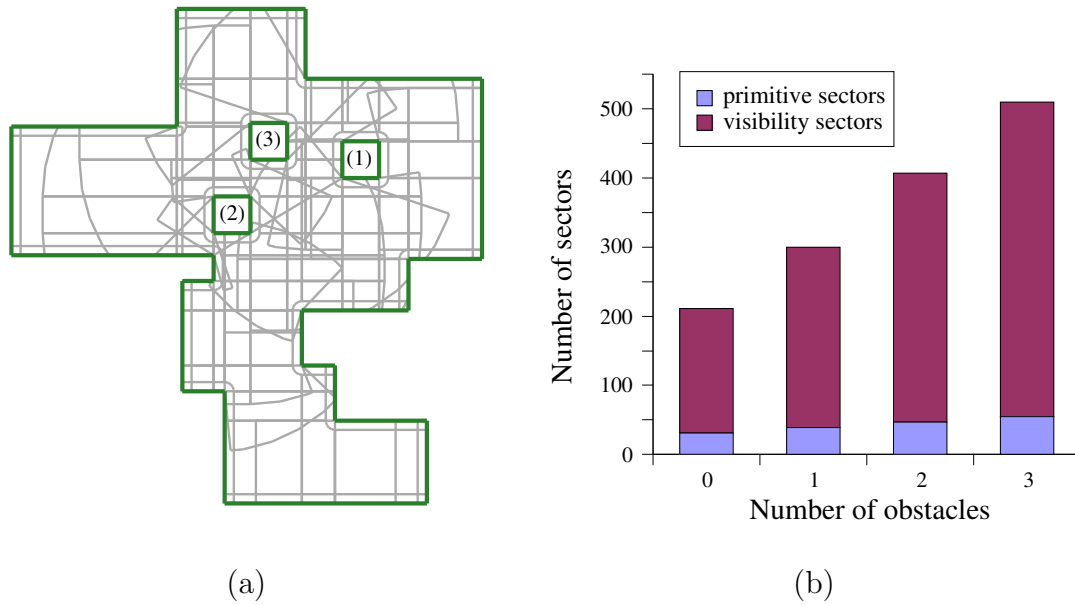 (3)
(1)
(2)
(a)
primitive sectors
visibility sectors
Number of sectors
500
400
300
200
100
0
0 1 2 3
Number of obstacles
(b)